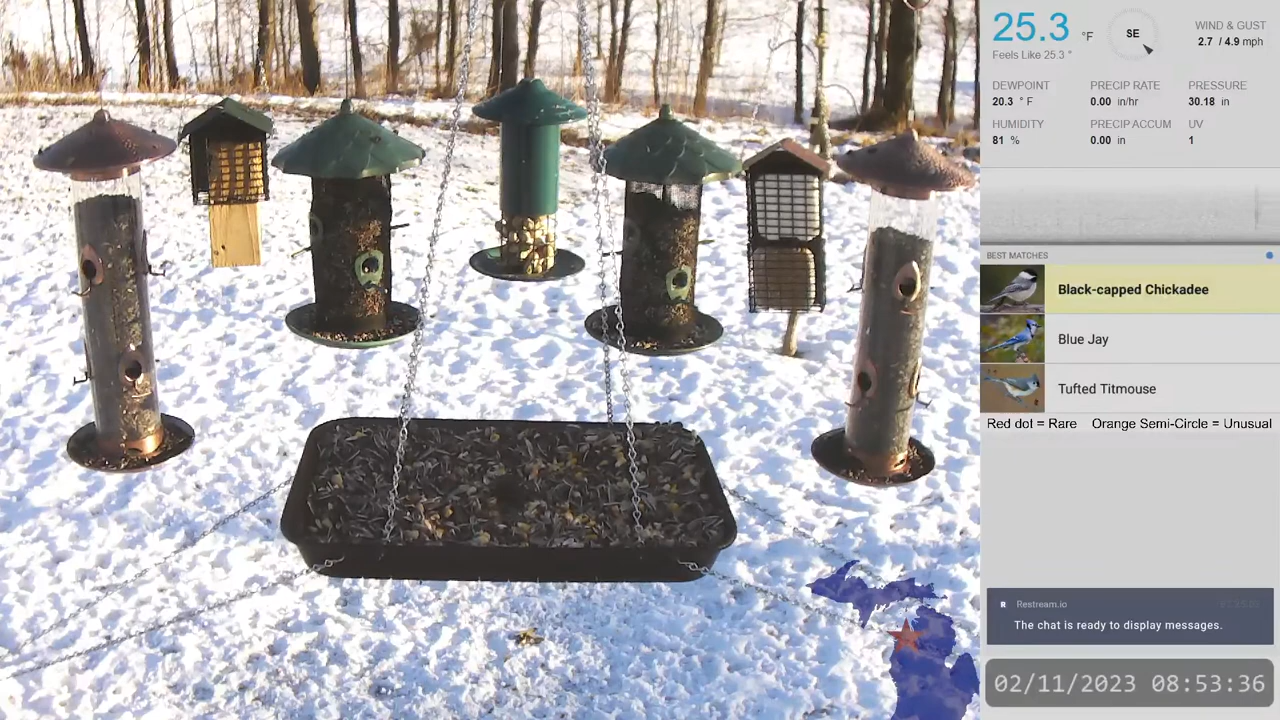 25.3 °F
Feels Like 25.3 °
SE
WIND & GUST
2.7 / 4.9 mph
DEWPOINT
20.3 ° F
PRECIP RATE
0.00 in/hr
PRESSURE
30.18 in
HUMIDITY
81 %
PRECIP ACCUM
0.00 in
UV
1
BEST MATCHES
Black-capped Chickadee
Blue Jay
Tufted Titmouse
Red dot = Rare Orange Semi-Circle = Unusual
R Restream.io
The chat is ready to display messages.
02/11/2023 08:53:36